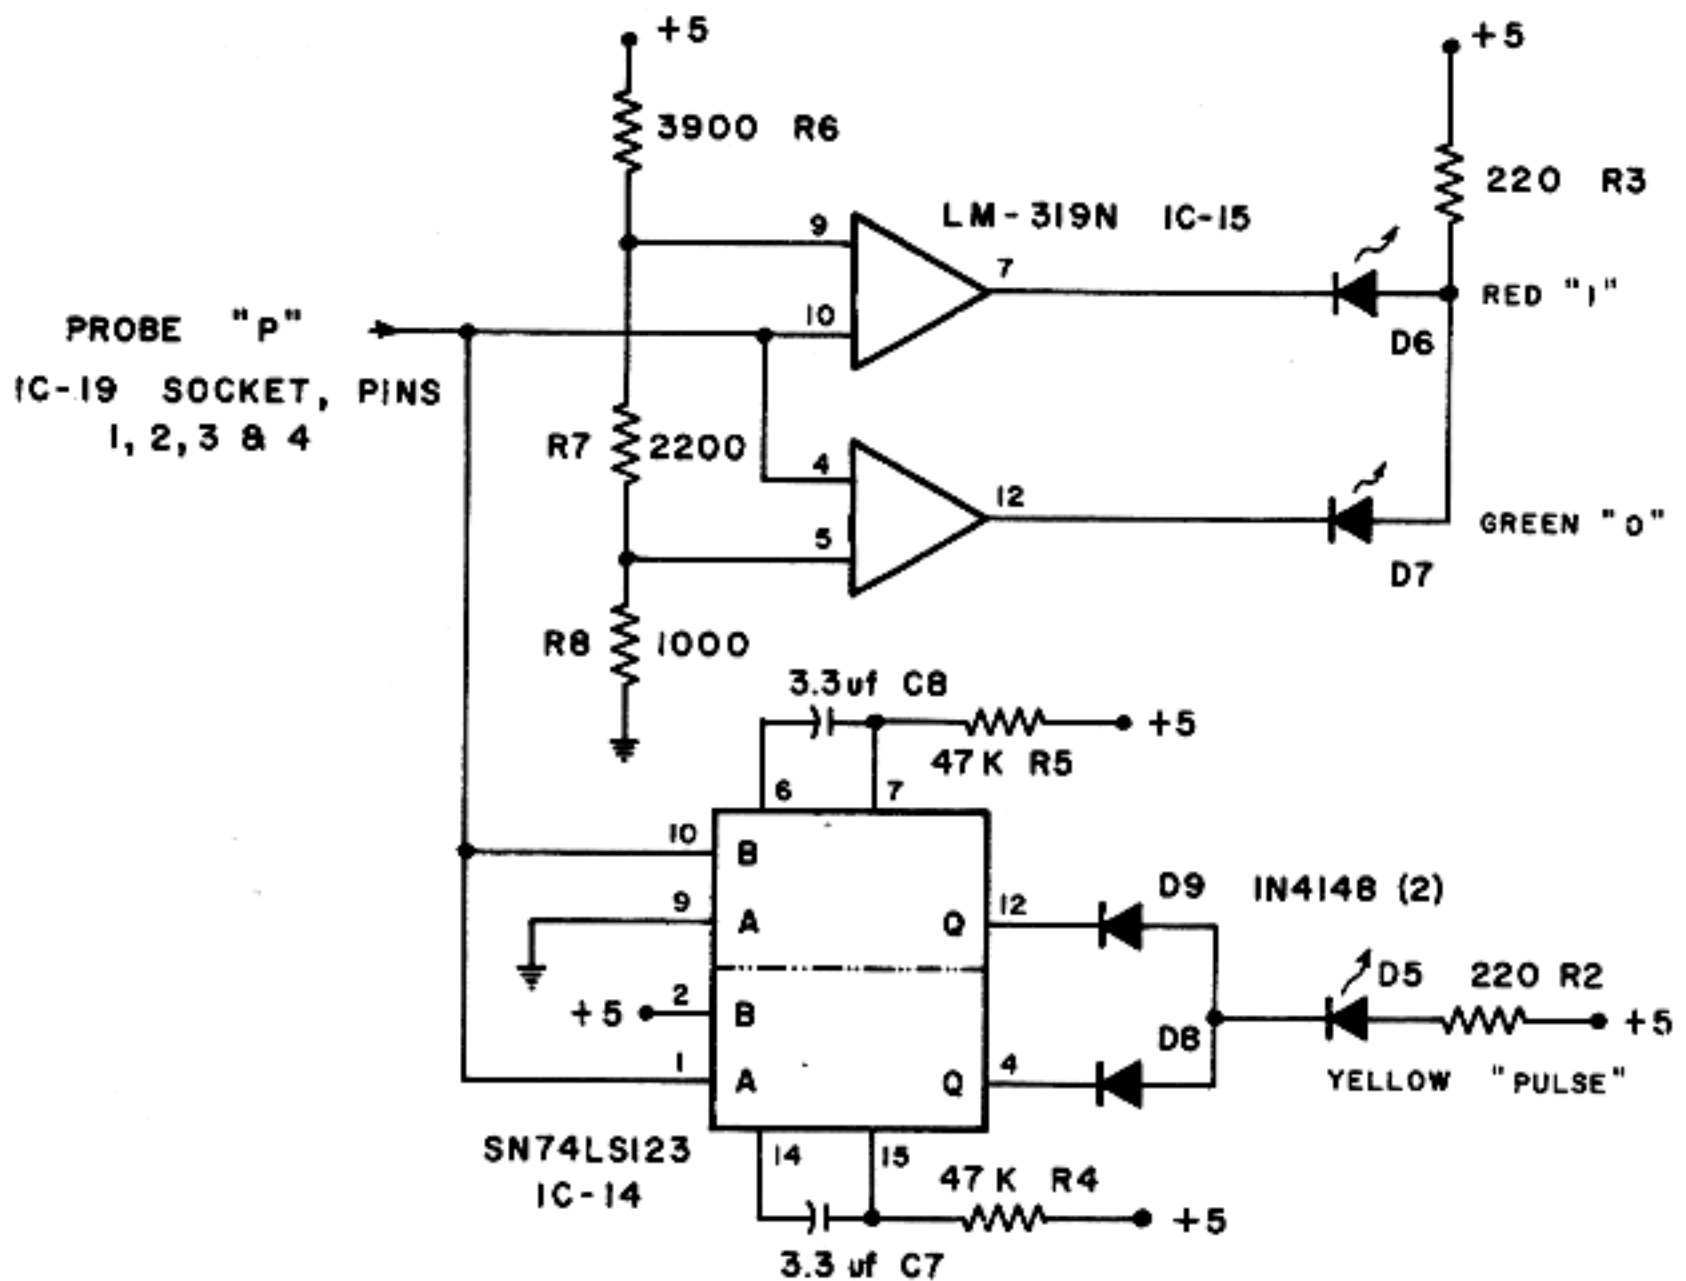 +5
+5
3900 R6
220 R3
LM-319N IC-15
9
7
10
RED "1"
PROBE "P"
IC-19 SOCKET, PINS
1, 2, 3 & 4
D6
R7 2200
4
12
5
GREEN "0"
D7
R8 1000
3.3uf C8
+5
47K R5
6
7
10
B
9
A
Q
12
D9
1N4148 (2)
+5
2
B
D5
220 R2
+5
D8
1
A
Q
4
YELLOW "PULSE"
SN74LS123
IC-14
14
15
47K R4
+5
3.3uf C7